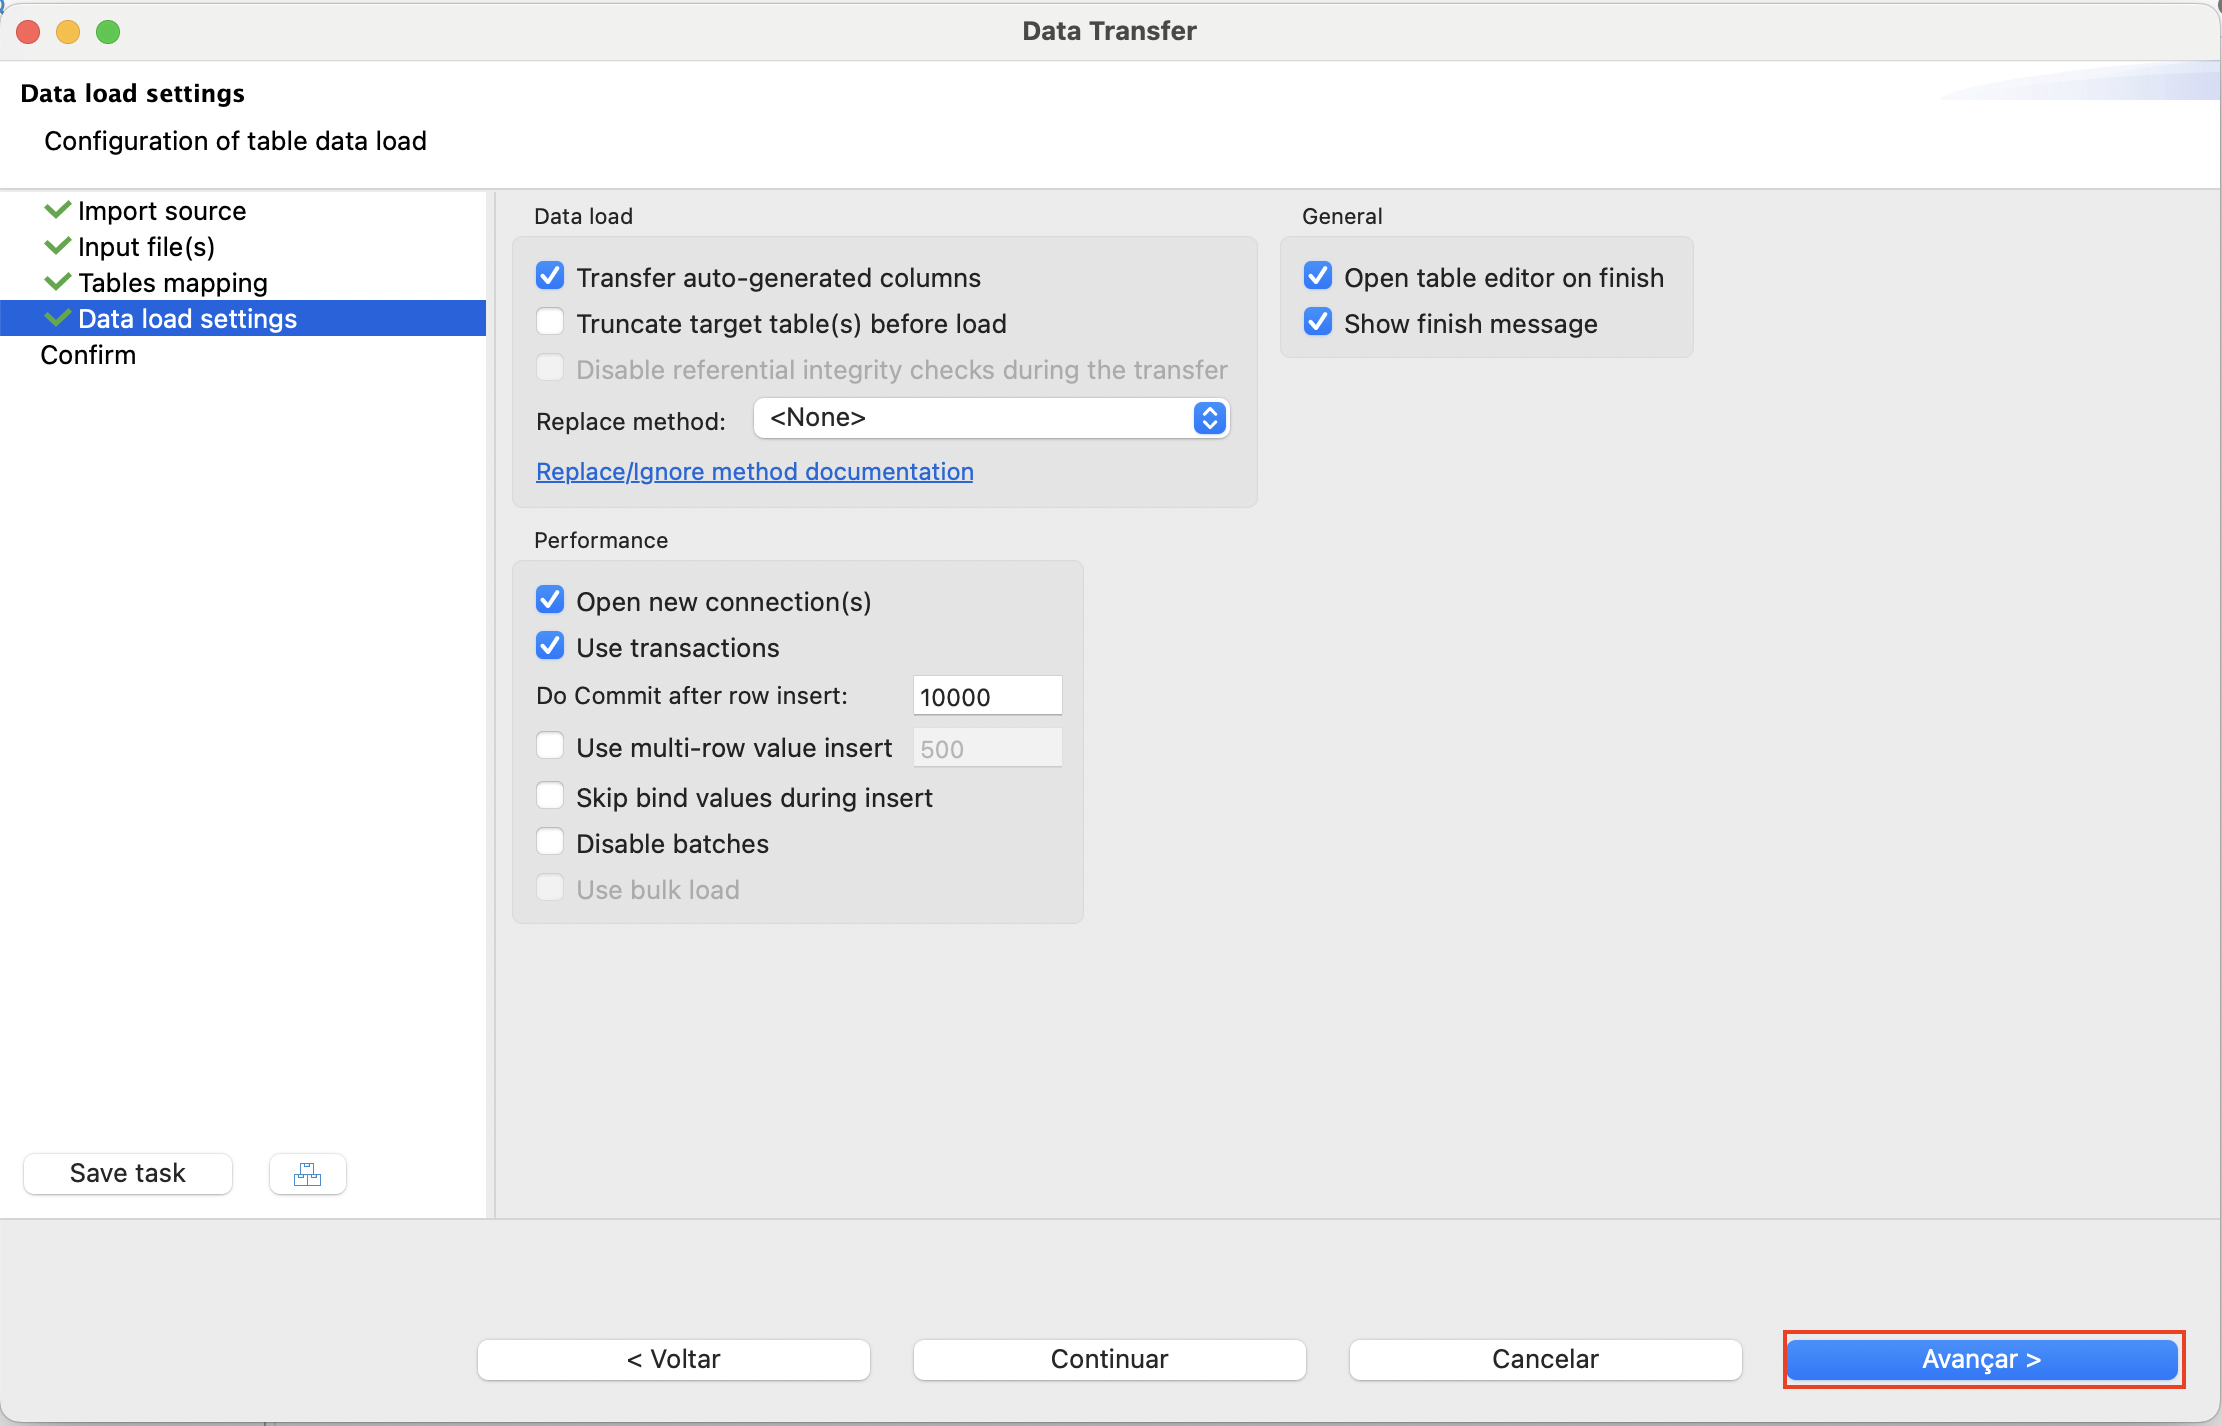 Data Transfer
Data load settings
Configuration of table data load
Import source
Input file(s)
Tables mapping
Data load settings
Confirm
Save task
Data load
Transfer auto-generated columns
Truncate target table(s) before load
Disable referential integrity checks during the transfer
Replace method: <None>
Replace/Ignore method documentation
General
Open table editor on finish
Show finish message
Performance
Open new connection(s)
Use transactions
Do Commit after row insert: 10000
Use multi-row value insert 500
Skip bind values during insert
Disable batches
Use bulk load
< Voltar
Continuar
Cancelar
Avançar >